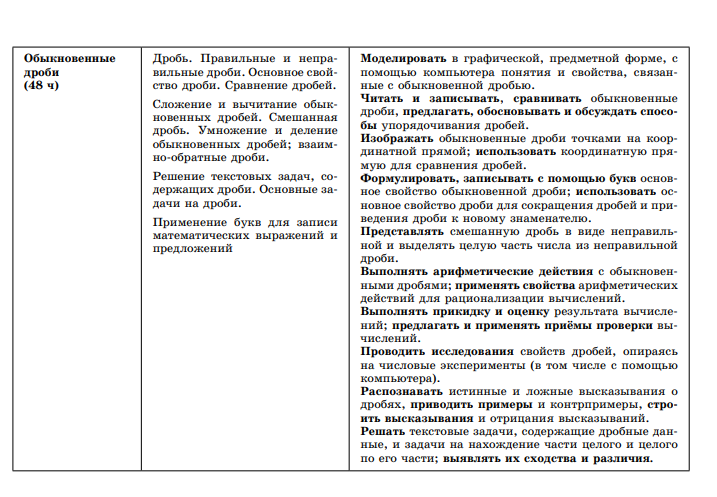 Обыкновенные
дроби
(48 ч)
Дробь. Правильные и непра-
вильные дроби. Основное свой-
ство дроби. Сравнение дробей.
Сложение и вычитание обык-
новенных дробей. Смешанная
дробь. Умножение и деление
обыкновенных дробей; взаим-
но-обратные дроби.
Решение текстовых задач, со-
держащих дроби. Основные за-
дачи на дроби.
Применение букв для записи
математических выражений и
предложений
Моделировать в графической, предметной форме, с
помощью компьютера понятия и свойства, связан-
ные с обыкновенной дробью.
Читать и записывать, сравнивать обыкновенные
дроби, предлагать, обосновывать и обсуждать спосо-
бы упорядочивания дробей.
Изображать обыкновенные дроби точками на коор-
динатной прямой; использовать координатную пря-
мую для сравнения дробей.
Формулировать, записывать с помощью букв основ-
ное свойство обыкновенной дроби; использовать ос-
новное свойство дроби для сокращения дробей и при-
ведения дроби к новому знаменателю.
Представлять смешанную дробь в виде неправиль-
ной и выделять целую часть числа из неправильной
дроби.
Выполнять арифметические действия с обыкновен-
ными дробями; применять свойства арифметических
действий для рационализации вычислений.
Выполнять прикидку и оценку результата вычисле-
ний; предлагать и применять приёмы проверки вы-
числений.
Проводить исследования свойств дробей, опираясь
на числовые эксперименты (в том числе с помощью
компьютера).
Распознавать истинные и ложные высказывания о
дробях, приводить примеры и контрпримеры, стро-
ить высказывания и отрицания высказываний.
Решать текстовые задачи, содержащие дробные дан-
ные, и задачи на нахождение части целого и целого
по его части; выявлять их сходства и различия.